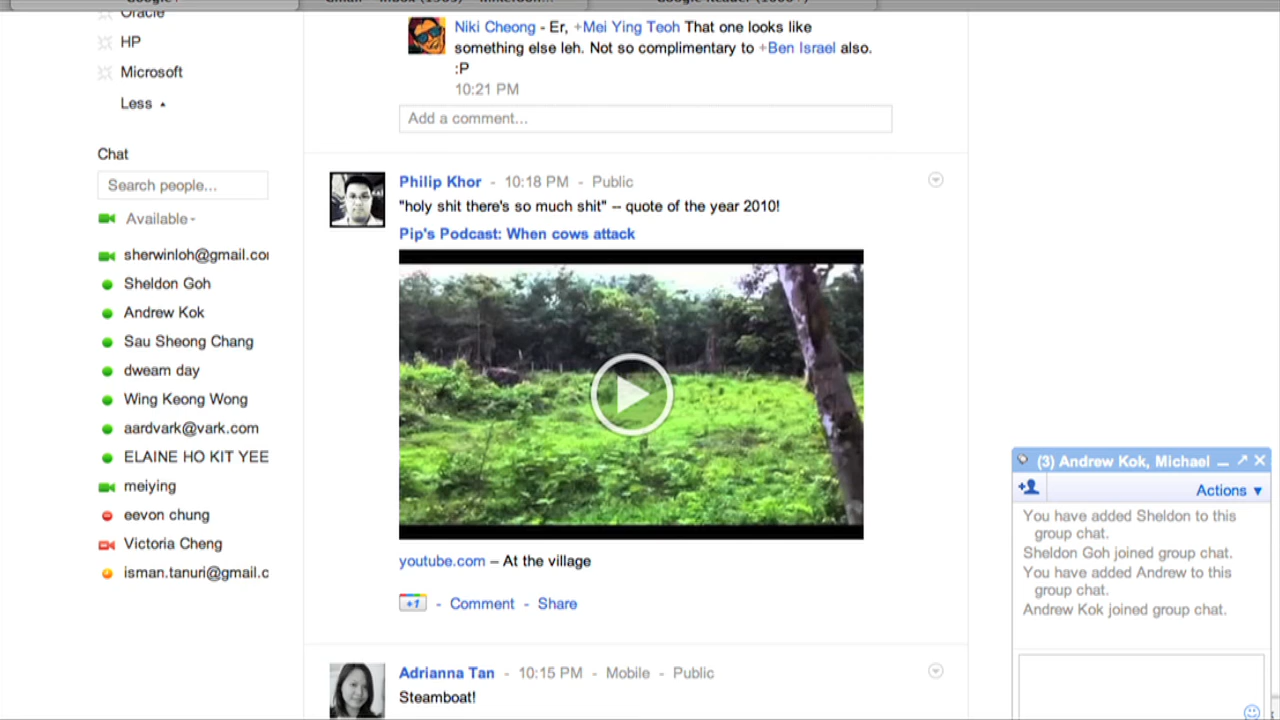 Oracle
HP
Microsoft
Less
Chat
Search people...
Available
sherwinloh@gmail.co
Sheldon Goh
Andrew Kok
Sau Sheong Chang
dweam day
Wing Keong Wong
aardvark@vark.com
ELAINE HO KIT YEE
meiying
eevon chung
Victoria Cheng
isman.tanuri@gmail.c
Niki Cheong - Er, +Mei Ying Teoh That one looks like
something else leh. Not so complimentary to +Ben Israel also.
:P
10:21 PM
Add a comment...
Philip Khor - 10:18 PM - Public
"holy shit there's so much shit" -- quote of the year 2010!
Pip's Podcast: When cows attack
youtube.com – At the village
+1 - Comment - Share
Adrianna Tan - 10:15 PM - Mobile - Public
Steamboat!
(3) Andrew Kok, Michael
Actions
You have added Sheldon to this
group chat.
Sheldon Goh joined group chat.
You have added Andrew to this
group chat.
Andrew Kok joined group chat.